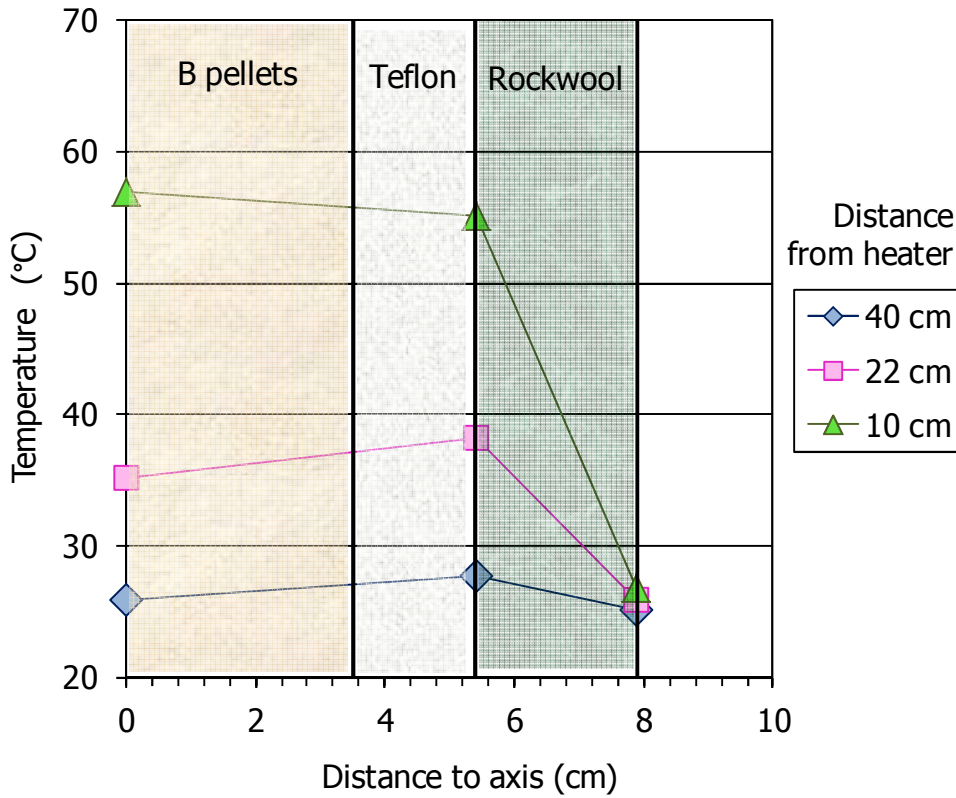 70
60
50
40
30
20
0
2
4
6
8
10
Temperature (°C)
Distance to axis (cm)
B pellets
Teflon
Rockwool
Distance
from heater
40 cm
22 cm
10 cm